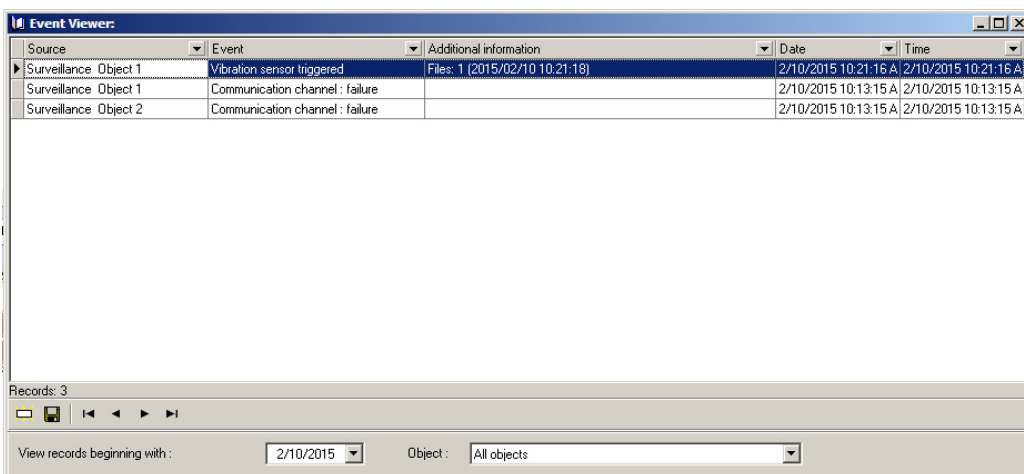 Event Viewer:
Source Event Additional information Date Time
Surveillance Object 1 Vibration sensor triggered Files: 1 (2015/02/10 10:21:18) 2/10/2015 10:21:16 A 2/10/2015 10:21:16 A
Surveillance Object 1 Communication channel : failure 2/10/2015 10:13:15 A 2/10/2015 10:13:15 A
Surveillance Object 2 Communication channel : failure 2/10/2015 10:13:15 A 2/10/2015 10:13:15 A
Records: 3
View records beginning with : 2/10/2015 Object : All objects